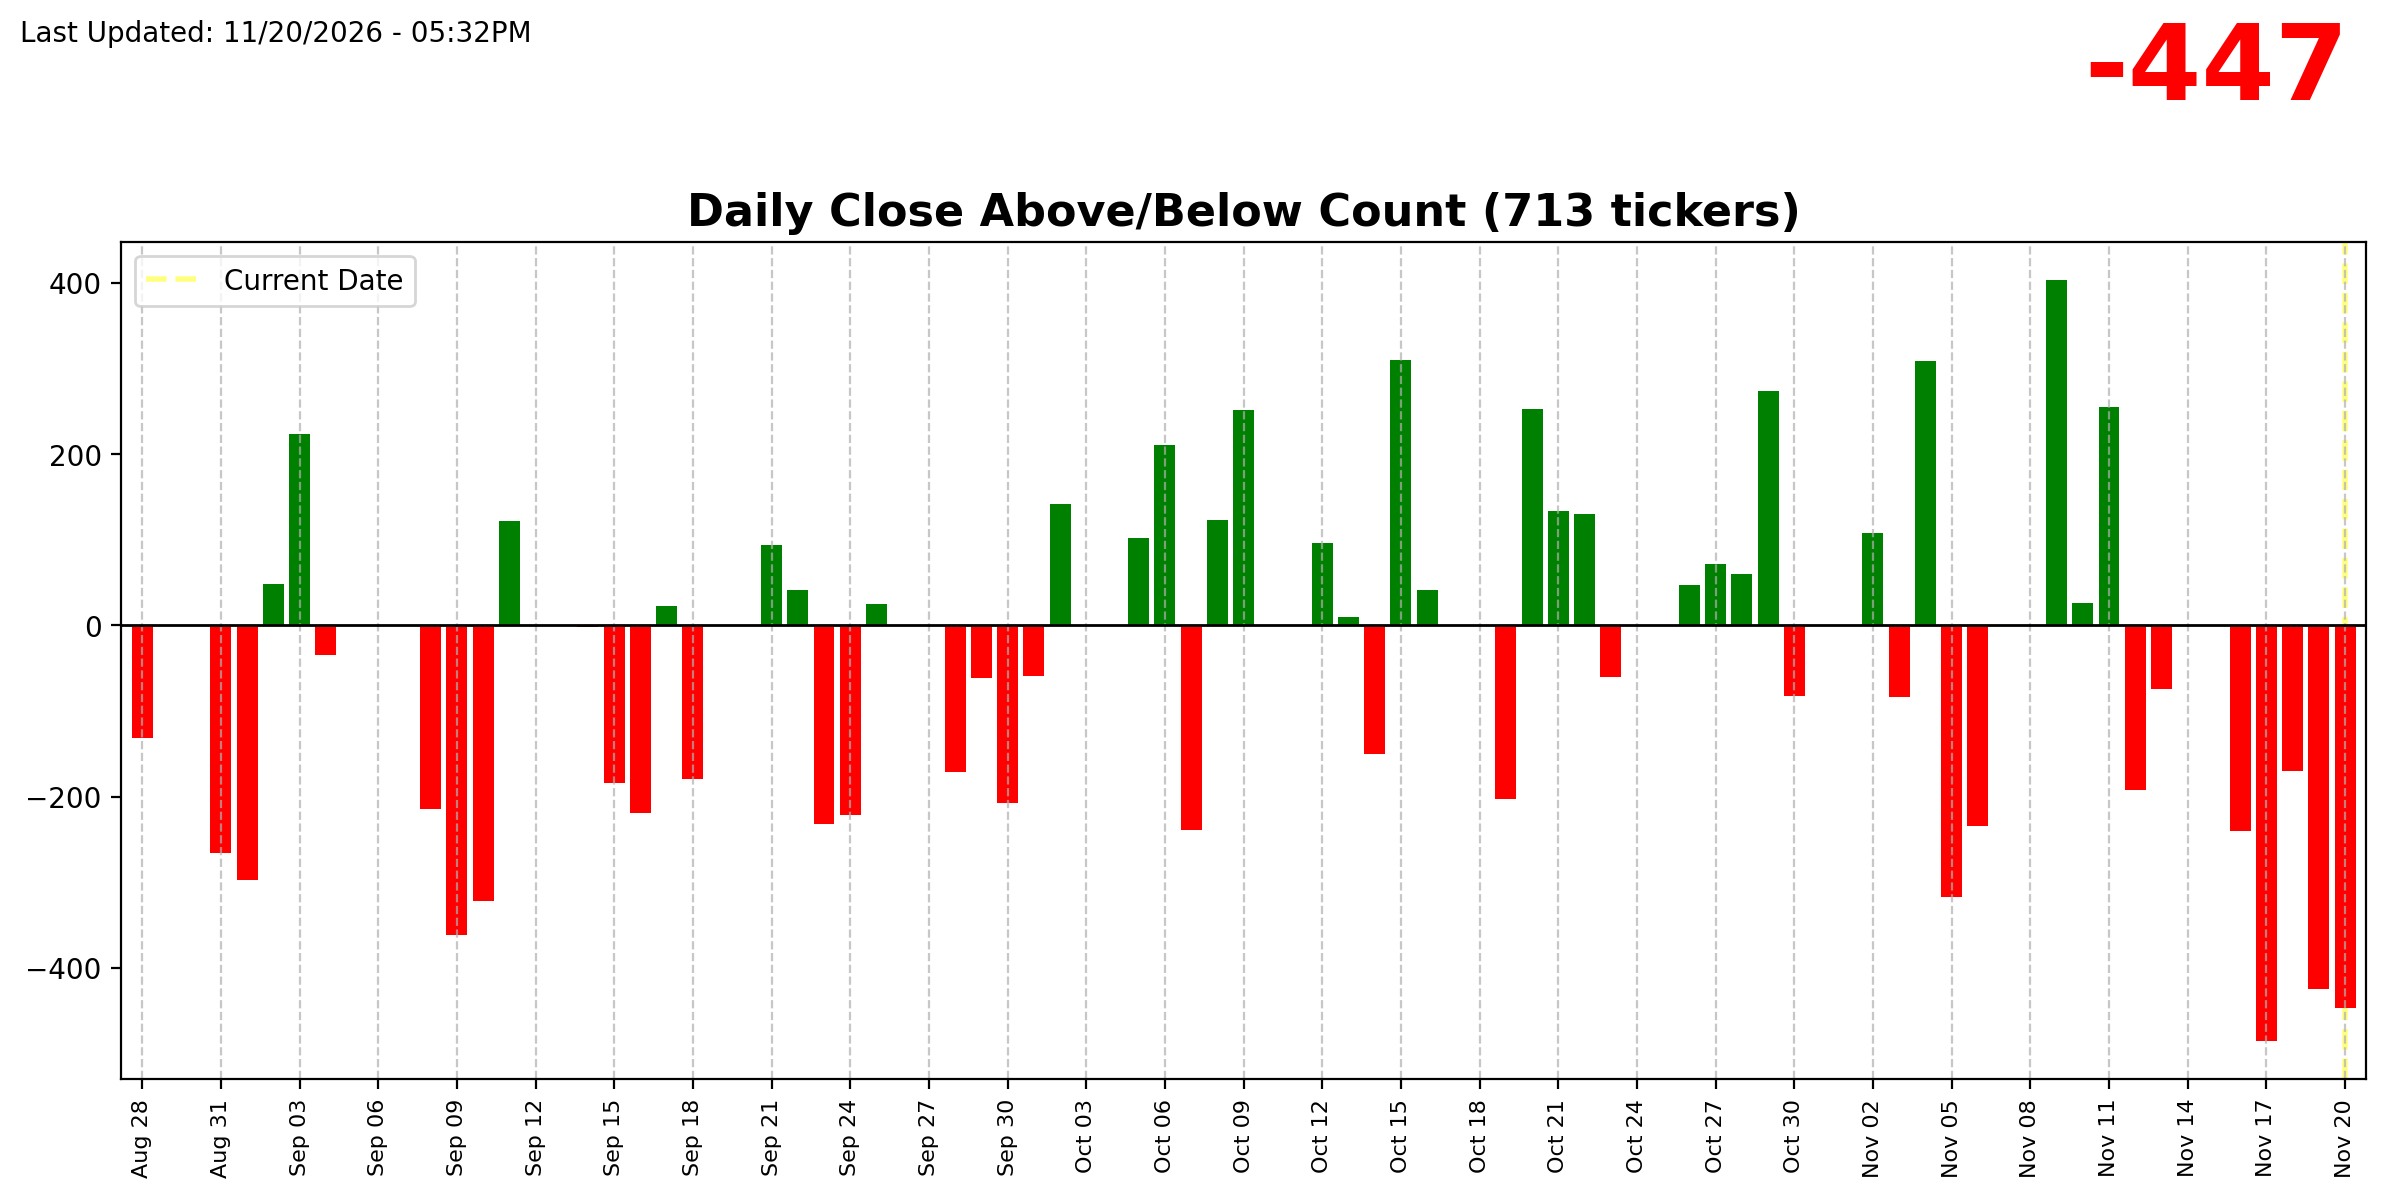 Last Updated: 11/20/2026 - 05:32PM
-447
Daily Close Above/Below Count (713 tickers)
Current Date
400
200
0
−200
−400
Aug 28
Aug 31
Sep 03
Sep 06
Sep 09
Sep 12
Sep 15
Sep 18
Sep 21
Sep 24
Sep 27
Sep 30
Oct 03
Oct 06
Oct 09
Oct 12
Oct 15
Oct 18
Oct 21
Oct 24
Oct 27
Oct 30
Nov 02
Nov 05
Nov 08
Nov 11
Nov 14
Nov 17
Nov 20